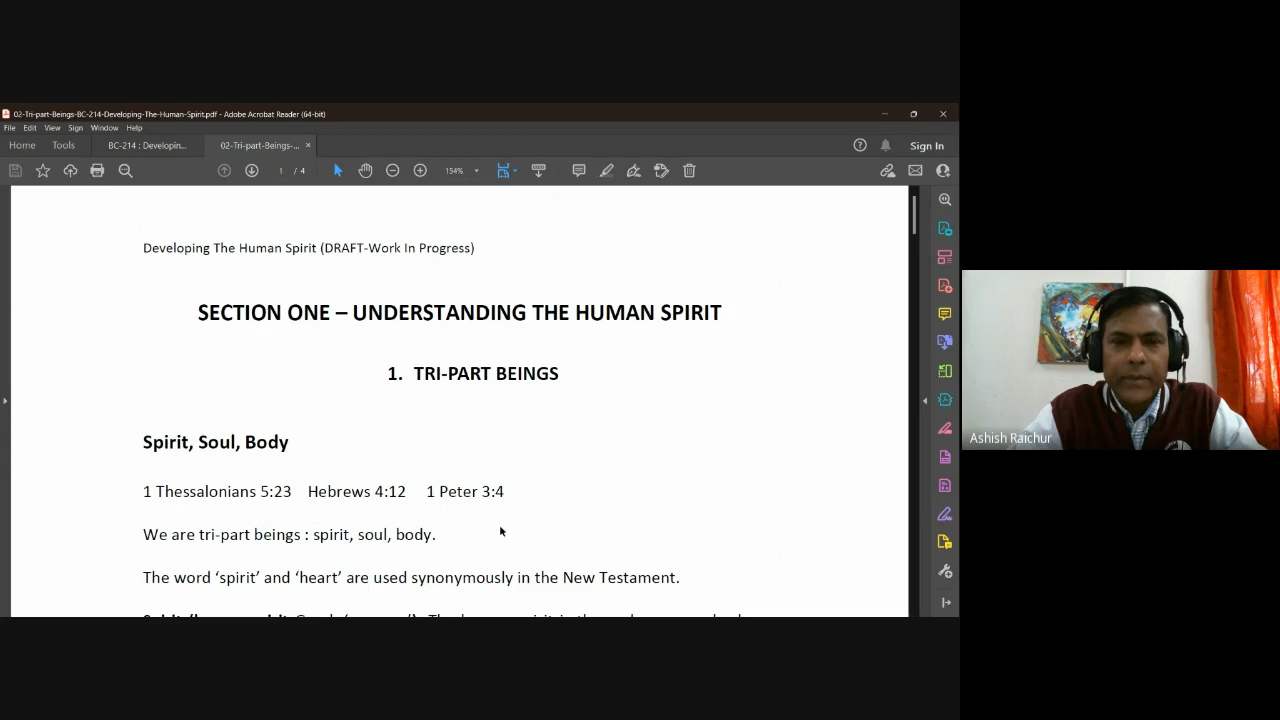 02-Tri-part-Beings-BC-214-Developing-The-Human-Spirit.pdf - Adobe Acrobat Reader (64-bit)
File Edit View Sign Window Help
Home Tools BC-214 : Developin... 02-Tri-part-Beings-... × Sign In
1 / 4 154%
Developing The Human Spirit (DRAFT-Work In Progress)
SECTION ONE – UNDERSTANDING THE HUMAN SPIRIT
1. TRI-PART BEINGS
Spirit, Soul, Body
1 Thessalonians 5:23 Hebrews 4:12 1 Peter 3:4
We are tri-part beings : spirit, soul, body.
The word ‘spirit’ and ‘heart’ are used synonymously in the New Testament.
Ashish Raichur